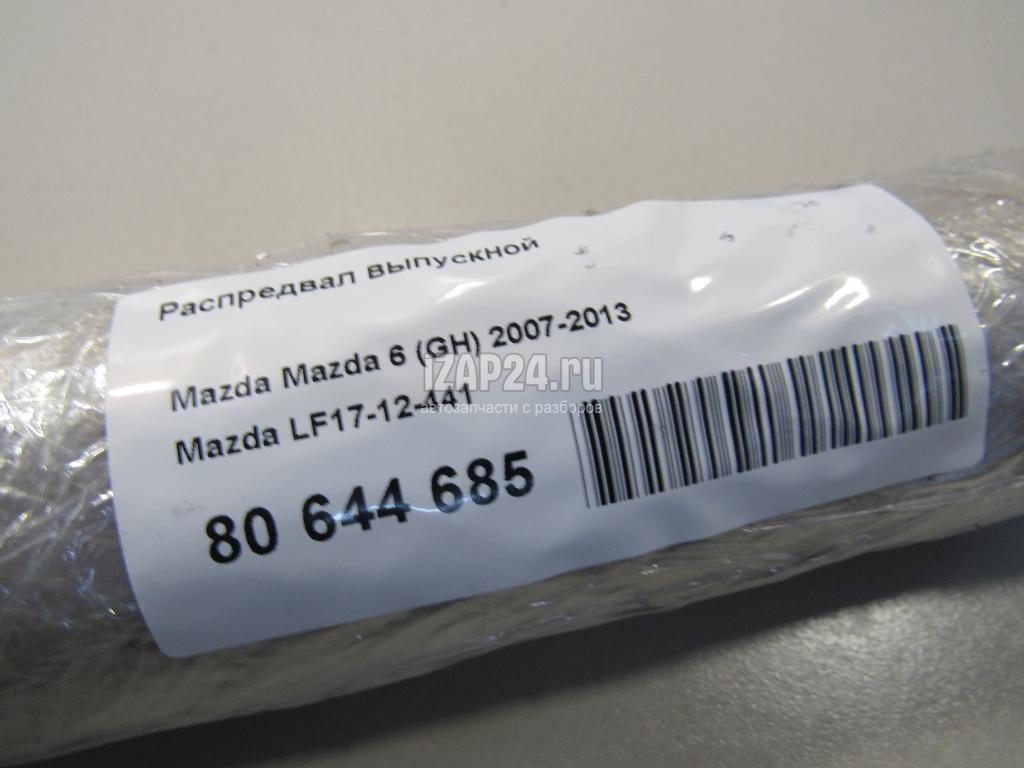 Распредвал выпускной
Mazda Mazda 6 (GH) 2007-2013
Mazda LF17-12-441
80 644 685
IZAP24.ru
автозапчасти с разборов